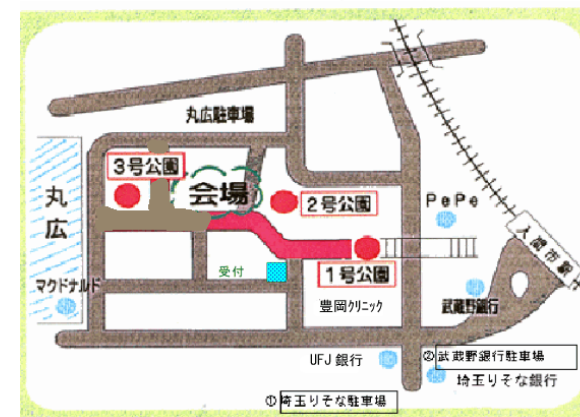 丸広駐車場
3号公園
会場
丸広
2号公園
PePe
入間市駅
受付
1号公園
マクドナルド
豊岡クリニック
武蔵野銀行
UFJ銀行
②武蔵野銀行駐車場
埼玉りそな銀行
①埼玉りそな駐車場